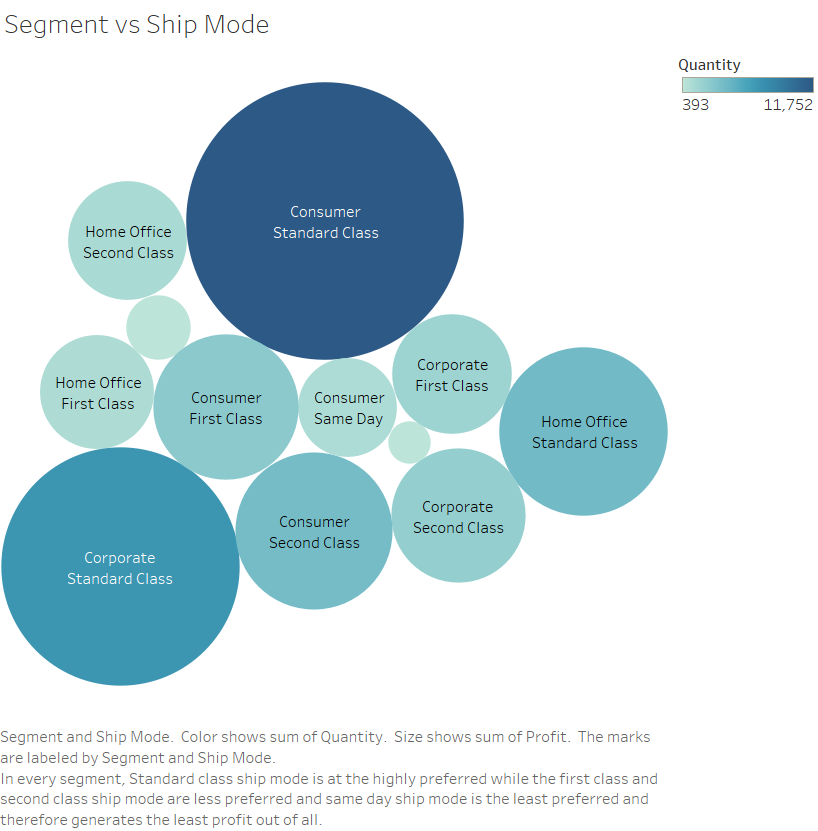 Segment vs Ship Mode
Quantity
393 11,752
Consumer
Standard Class
Home Office
Second Class
Corporate
First Class
Home Office
First Class
Consumer
First Class
Consumer
Same Day
Home Office
Standard Class
Corporate
Second Class
Consumer
Second Class
Corporate
Standard Class
Segment and Ship Mode.  Color shows sum of Quantity.  Size shows sum of Profit.  The marks
are labeled by Segment and Ship Mode.
In every segment, Standard class ship mode is at the highly preferred while the first class and
second class ship mode are less preferred and same day ship mode is the least preferred and
therefore generates the least profit out of all.